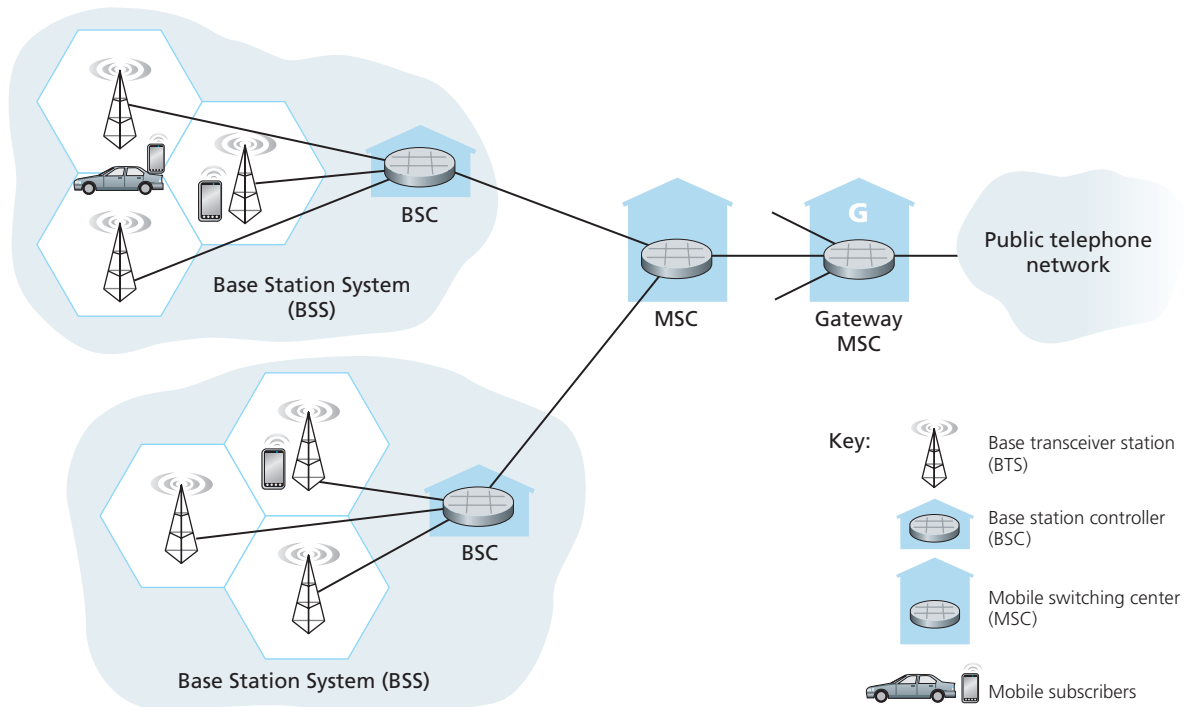 BSC
Base Station System
(BSS)
MSC
G
Gateway
MSC
Public telephone
network
BSC
Base Station System (BSS)
Key:
Base transceiver station
(BTS)
Base station controller
(BSC)
Mobile switching center
(MSC)
Mobile subscribers